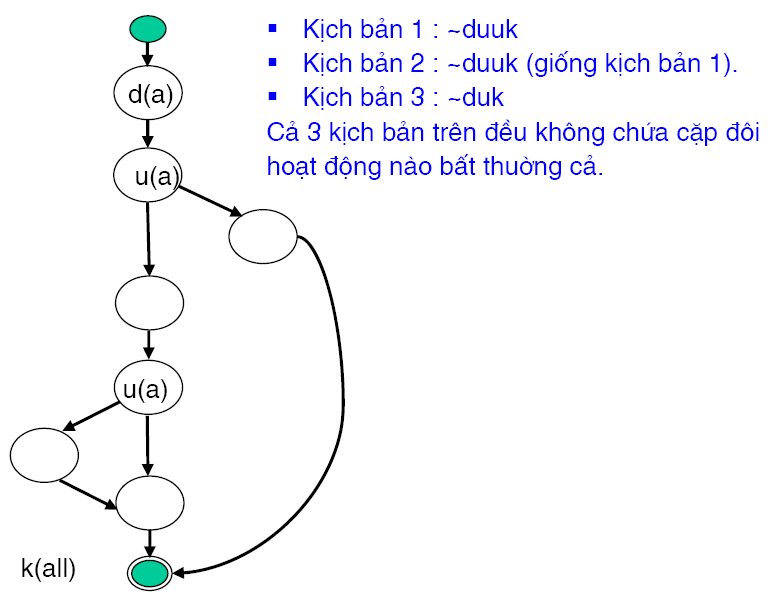 ▪ Kịch bản 1 : ~duuk
▪ Kịch bản 2 : ~duuk (giống kịch bản 1).
▪ Kịch bản 3 : ~duk
Cả 3 kịch bản trên đều không chứa cặp đôi
hoạt động nào bất thuờng cả.
d(a)
u(a)
u(a)
k(all)